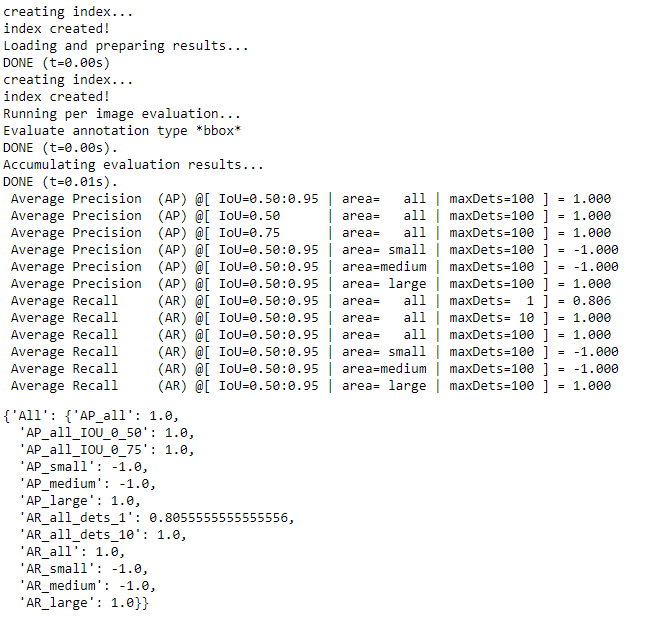 creating index...
index created!
Loading and preparing results...
DONE (t=0.00s)
creating index...
index created!
Running per image evaluation...
Evaluate annotation type *bbox*
DONE (t=0.00s).
Accumulating evaluation results...
DONE (t=0.01s).
 Average Precision  (AP) @[ IoU=0.50:0.95 | area=   all | maxDets=100 ] = 1.000
 Average Precision  (AP) @[ IoU=0.50      | area=   all | maxDets=100 ] = 1.000
 Average Precision  (AP) @[ IoU=0.75      | area=   all | maxDets=100 ] = 1.000
 Average Precision  (AP) @[ IoU=0.50:0.95 | area= small | maxDets=100 ] = -1.000
 Average Precision  (AP) @[ IoU=0.50:0.95 | area=medium | maxDets=100 ] = -1.000
 Average Precision  (AP) @[ IoU=0.50:0.95 | area= large | maxDets=100 ] = 1.000
 Average Recall     (AR) @[ IoU=0.50:0.95 | area=   all | maxDets=  1 ] = 0.806
 Average Recall     (AR) @[ IoU=0.50:0.95 | area=   all | maxDets= 10 ] = 1.000
 Average Recall     (AR) @[ IoU=0.50:0.95 | area=   all | maxDets=100 ] = 1.000
 Average Recall     (AR) @[ IoU=0.50:0.95 | area= small | maxDets=100 ] = -1.000
 Average Recall     (AR) @[ IoU=0.50:0.95 | area=medium | maxDets=100 ] = -1.000
 Average Recall     (AR) @[ IoU=0.50:0.95 | area= large | maxDets=100 ] = 1.000
{'All': {'AP_all': 1.0,
  'AP_all_IOU_0_50': 1.0,
  'AP_all_IOU_0_75': 1.0,
  'AP_small': -1.0,
  'AP_medium': -1.0,
  'AP_large': 1.0,
  'AR_all_dets_1': 0.8055555555555556,
  'AR_all_dets_10': 1.0,
  'AR_all': 1.0,
  'AR_small': -1.0,
  'AR_medium': -1.0,
  'AR_large': 1.0}}